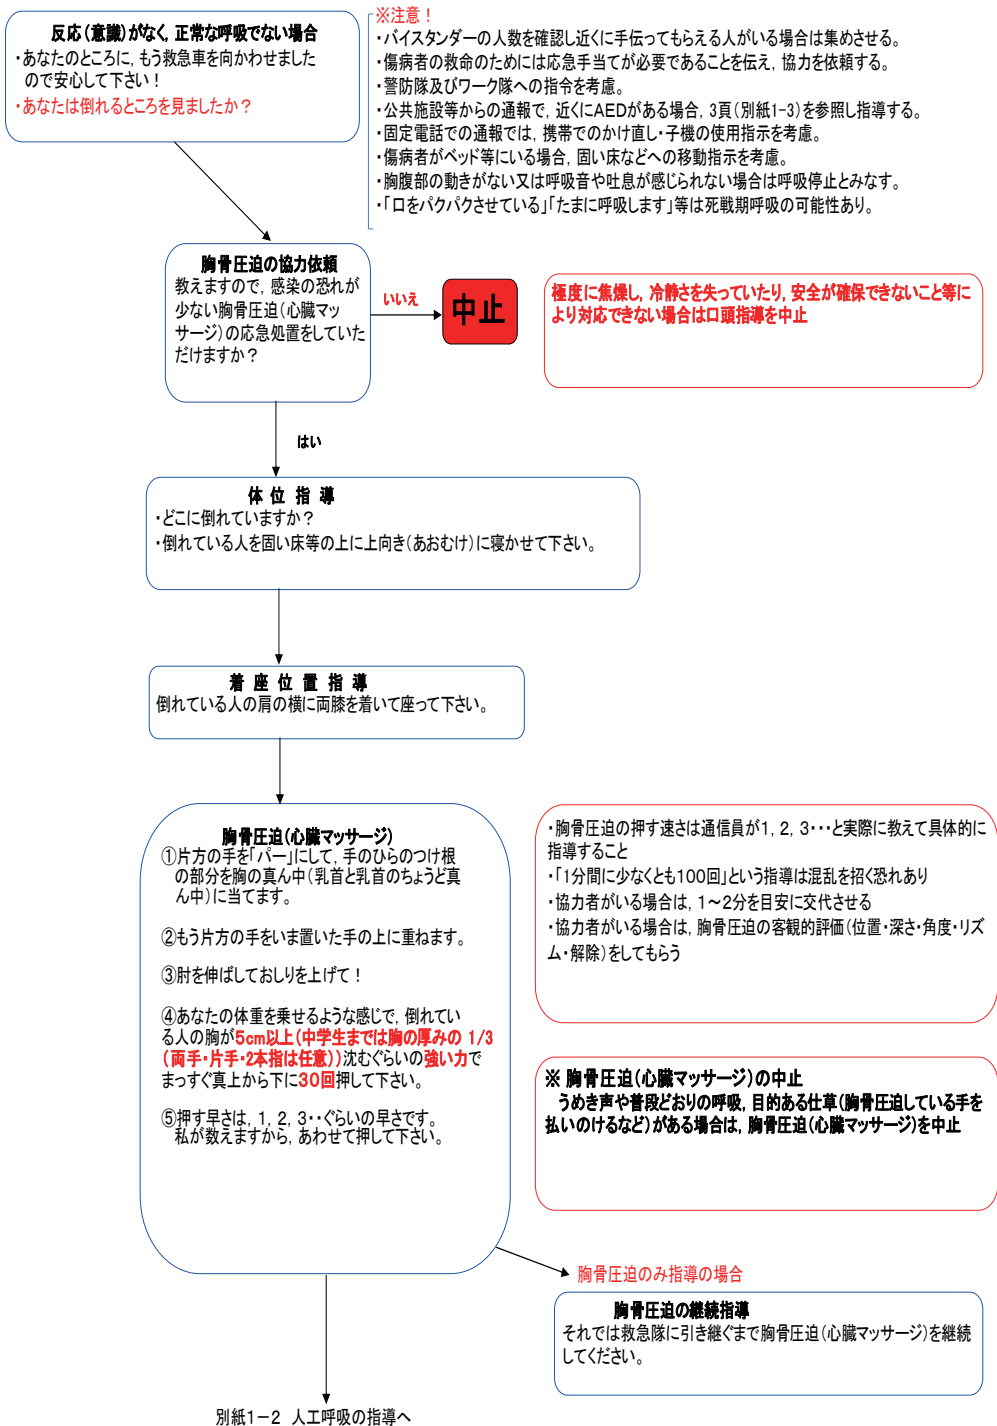 反応（意識）がなく，正常な呼吸でない場合
・あなたのところに，もう救急車を向かわせました
ので安心して下さい！
・あなたは倒れるところを見ましたか？
※注意！
・バイスタンダーの人数を確認し近くに手伝ってもらえる人がいる場合は集めさせる。
・傷病者の救命のためには応急手当てが必要であることを伝え，協力を依頼する。
・警防隊及びワーク隊への指令を考慮。
・公共施設等からの通報で，近くにAEDがある場合，3頁（別紙1-3）を参照し指導する。
・固定電話での通報では，携帯でのかけ直し・子機の使用指示を考慮。
・傷病者がベッド等にいる場合，固い床などへの移動指示を考慮。
・胸腹部の動きがない又は呼吸音や吐息が感じられない場合は呼吸停止とみなす。
・「口をパクパクさせている」「たまに呼吸します」等は死戦期呼吸の可能性あり。
胸骨圧迫の協力依頼
教えますので，感染の恐れが
少ない胸骨圧迫（心臓マッ
サージ）の応急処置をしていた
だけますか？
いいえ
中止
極度に焦燥し，冷静さを失っていたり，安全が確保できないこと等に
より対応できない場合は口頭指導を中止
はい
体 位 指 導
・どこに倒れていますか？
・倒れている人を固い床等の上に上向き（あおむけ）に寝かせて下さい。
着 座 位 置 指 導
倒れている人の肩の横に両膝を着いて座って下さい。
胸骨圧迫（心臓マッサージ）
①片方の手を「パー」にして，手のひらのつけ根
の部分を胸の真ん中（乳首と乳首のちょうど真
ん中）に当てます。
②もう片方の手をいま置いた手の上に重ねます。
③肘を伸ばしておしりを上げて！
④あなたの体重を乗せるような感じで，倒れてい
る人の胸が5cm以上（中学生までは胸の厚みの 1/3
（両手・片手・2本指は任意））沈むぐらいの強い力で
まっすぐ真上から下に30回押して下さい。
⑤押す早さは，1，2，3・・ぐらいの早さです。
私が数えますから，あわせて押して下さい。
・胸骨圧迫の押す速さは通信員が1，2，3・・・と実際に教えて具体的に
指導すること
・「1分間に少なくとも100回」という指導は混乱を招く恐れあり
・協力者がいる場合は，1～2分を目安に交代させる
・協力者がいる場合は，胸骨圧迫の客観的評価（位置・深さ・角度・リズ
ム・解除）をしてもらう
※ 胸骨圧迫（心臓マッサージ）の中止
うめき声や普段どおりの呼吸，目的ある仕草（胸骨圧迫している手を
払いのけるなど）がある場合は，胸骨圧迫（心臓マッサージ）を中止
胸骨圧迫のみ指導の場合
胸骨圧迫の継続指導
それでは救急隊に引き継ぐまで胸骨圧迫（心臓マッサージ）を継続
してください。
別紙1－2 人工呼吸の指導へ